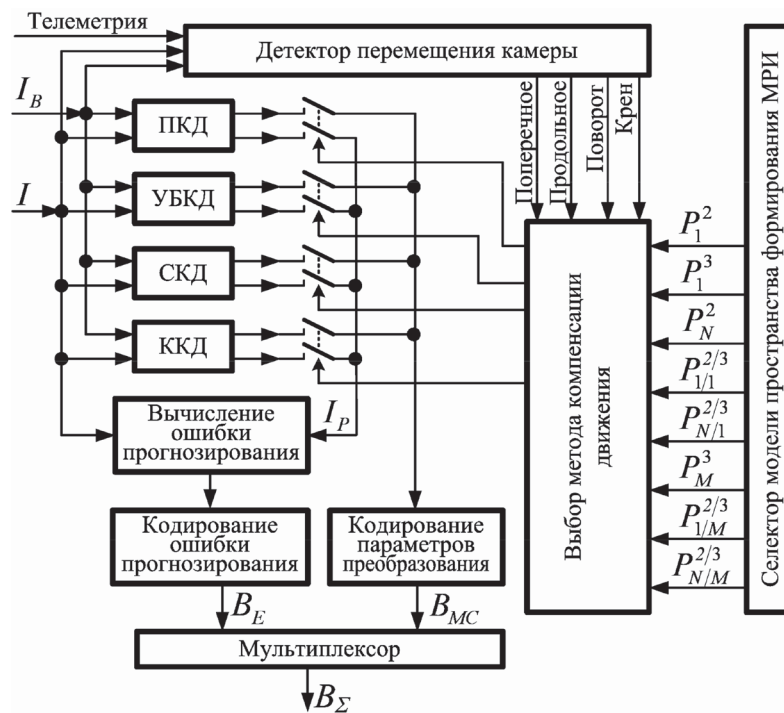 Телеметрия
Детектор перемещения камеры
I_B
I
ПКД
УБКД
СКД
ККД
Поперечное
Продольное
Поворот
Крен
Выбор метода компенсации
движения
P_1^2
P_1^3
P_N^2
P_{1/1}^{2/3}
P_{N/1}^{2/3}
P_M^3
P_{1/M}^{2/3}
P_{N/M}^{2/3}
Селектор модели пространства формирования МРИ
Вычисление
ошибки
прогнозирования
I_P
Кодирование
ошибки
прогнозирования
Кодирование
параметров
преобразования
B_E
B_{MC}
Мультиплексор
B_Σ